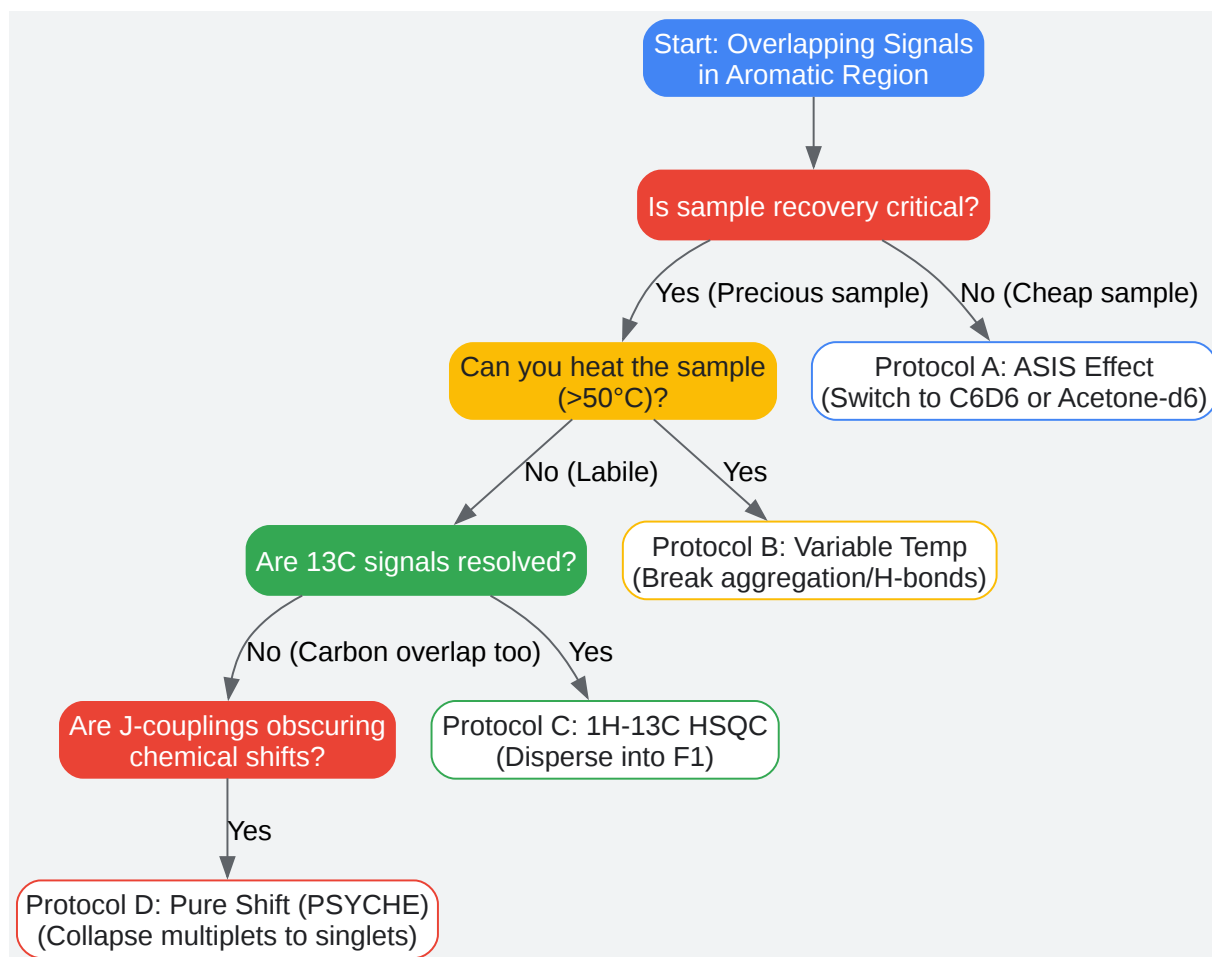 Start: Overlapping Signals
in Aromatic Region
Is sample recovery critical?
Yes (Precious sample)
No (Cheap sample)
Can you heat the sample
(>50°C)?
Protocol A: ASIS Effect
(Switch to C6D6 or Acetone-d6)
No (Labile)
Yes
Are 13C signals resolved?
Protocol B: Variable Temp
(Break aggregation/H-bonds)
No (Carbon overlap too)
Yes
Are J-couplings obscuring
chemical shifts?
Protocol C: 1H-13C HSQC
(Disperse into F1)
Yes
Protocol D: Pure Shift (PSYCHE)
(Collapse multiplets to singlets)